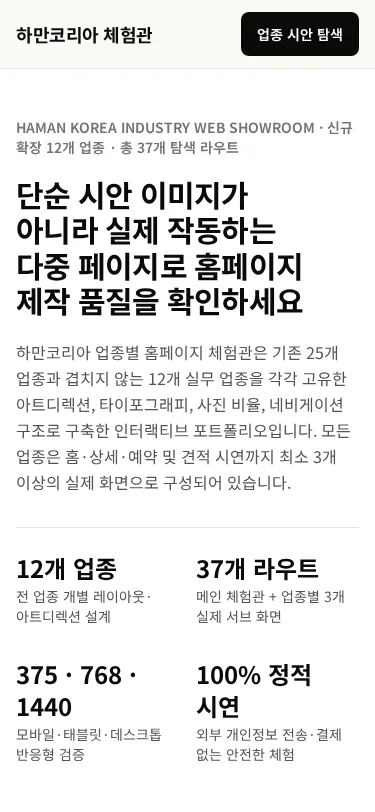 하만코리아 체험관
업종 시안 탐색
HAMAN KOREA INDUSTRY WEB SHOWROOM · 신규
확장 12개 업종 · 총 37개 탐색 라우트
단순 시안 이미지가
아니라 실제 작동하는
다중 페이지로 홈페이지
제작 품질을 확인하세요
하만코리아 업종별 홈페이지 체험관은 기존 25개
업종과 겹치지 않는 12개 실무 업종을 각각 고유한
아트디렉션, 타이포그래피, 사진 비율, 네비게이션
구조로 구축한 인터랙티브 포트폴리오입니다. 모든
업종은 홈·상세·예약 및 견적 시연까지 최소 3개
이상의 실제 화면으로 구성되어 있습니다.
12개 업종
전 업종 개별 레이아웃·
아트디렉션 설계
37개 라우트
메인 체험관 + 업종별 3개
실제 서브 화면
375 · 768 ·
1440
모바일·태블릿·데스크톱
반응형 검증
100% 정적
시연
외부 개인정보 전송·결제
없는 안전한 체험